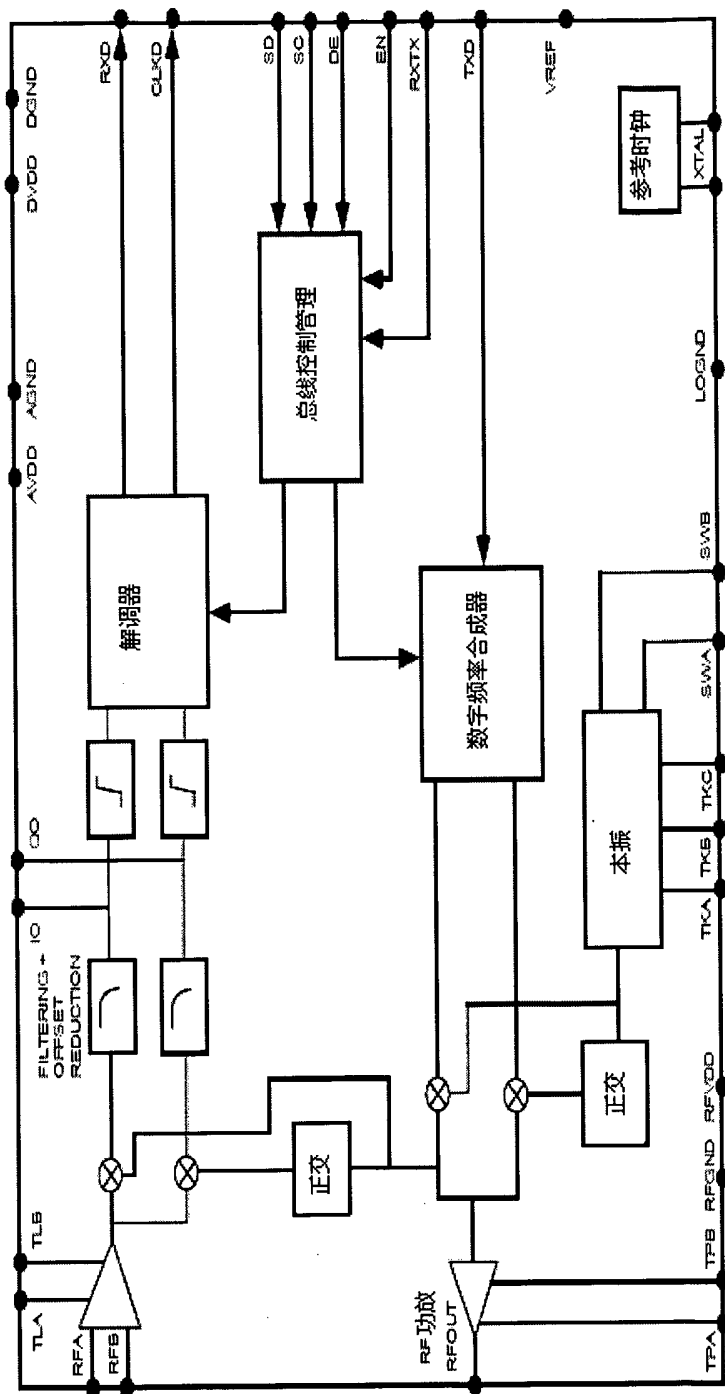 TLA
TLB
FILTERING +
OFFSET
REDUCTION
IO
QO
AVDD
AGND
DVDD
DGND
RFA
RFB
解调器
RXD
CLKD
正交
总线控制管理
SD
SC
DE
EN
RXTX
RF功放
RFOUT
数字频率合成器
TXD
正交
本振
VREF
参考时钟
TPA
TPB
RFGND
RFVDD
TKA
TKB
TKC
SWA
SWB
LOGND
XTAL